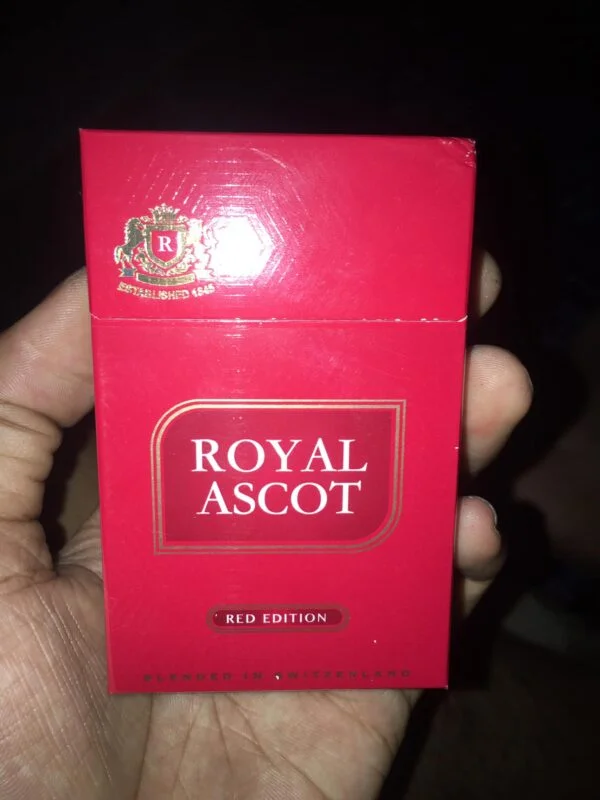 R
ESTABLISHED 1845
ROYAL
ASCOT
RED EDITION
BLENDED IN SWITZERLAND